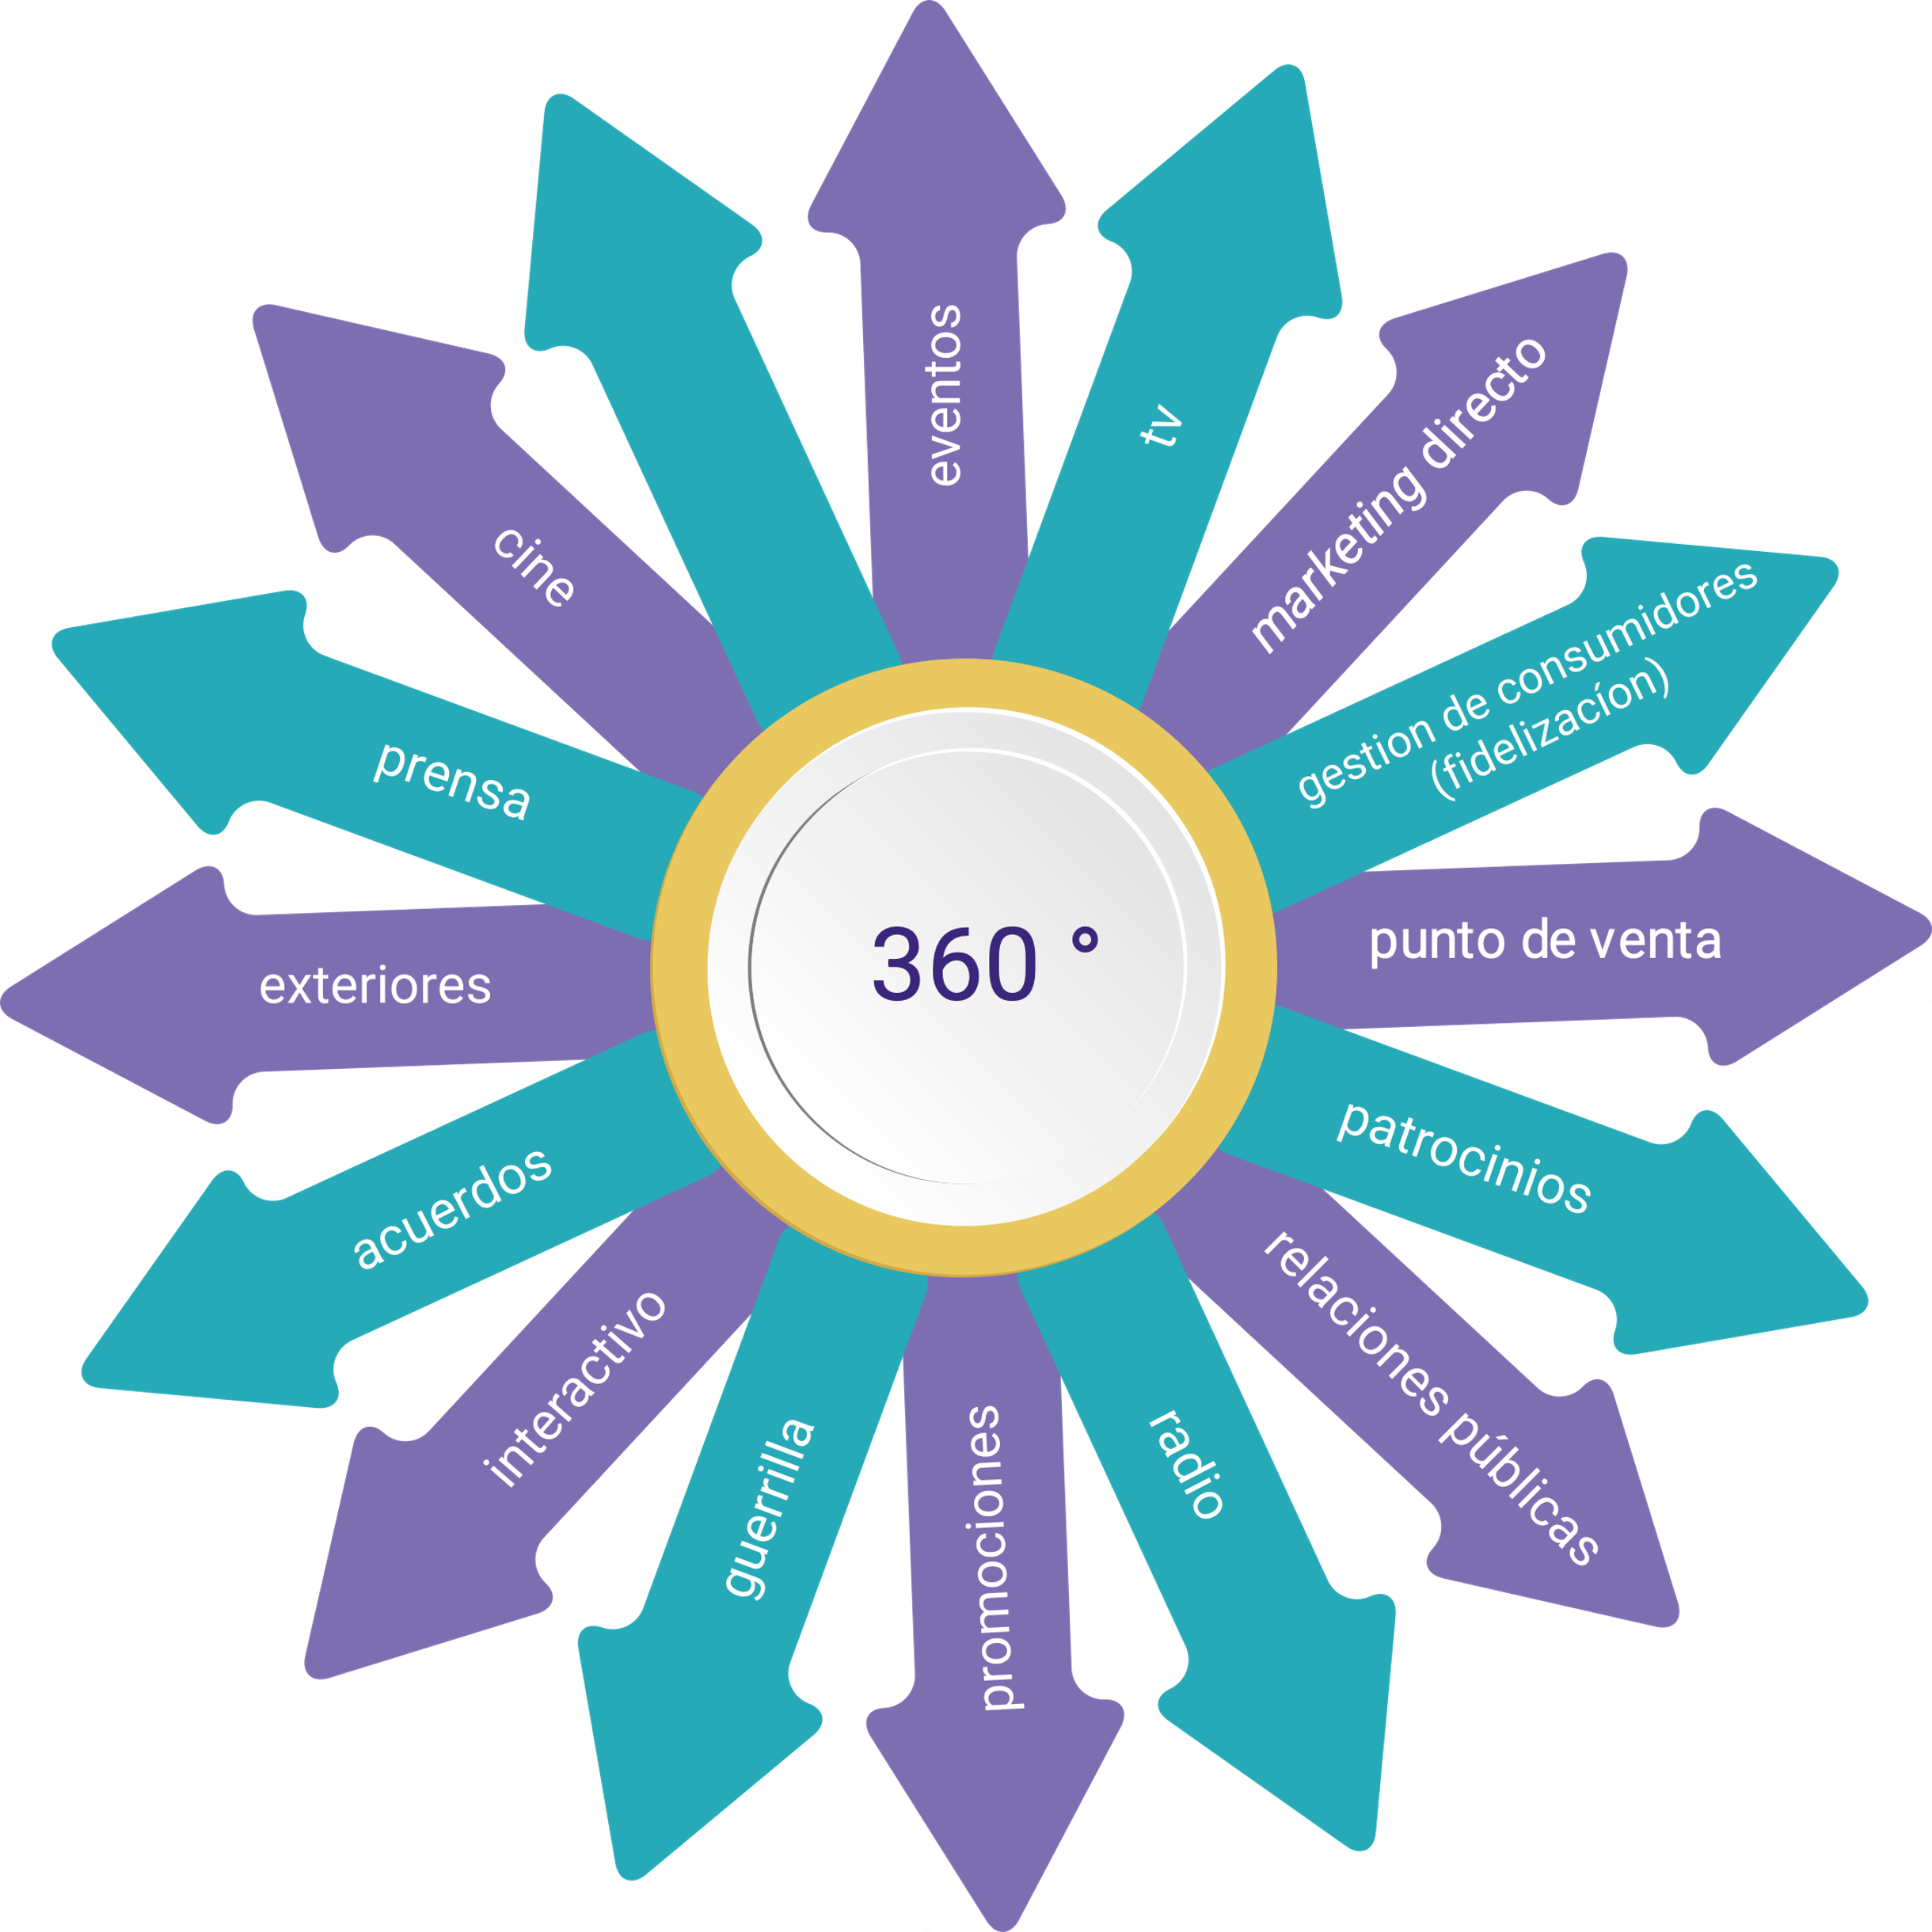 360 °
eventos
tv
marketing directo
gestion de consumidores
(fidelización)
punto de venta
patrocinios
relaciones públicas
radio
promociones
guerrilla
interactivo
acuerdos
exteriores
prensa
Cine